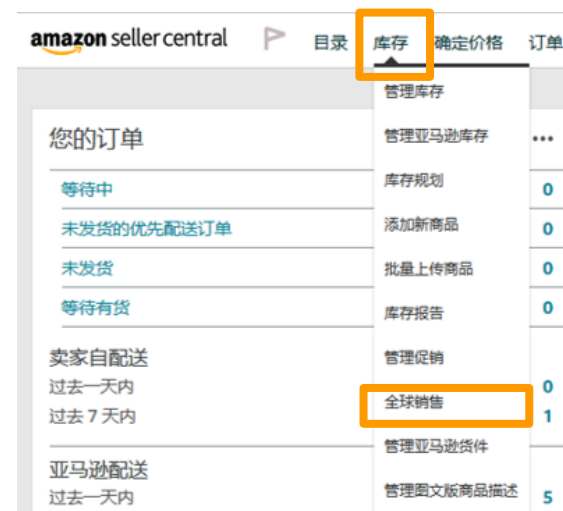 amazon seller central 目录 库存 确定价格 订单
管理库存
管理亚马逊库存
库存规划
添加新商品
批量上传商品
库存报告
管理促销
全球销售
管理亚马逊货件
管理图文版商品描述
您的订单
等待中 0
未发货的优先配送订单 0
未发货 0
等待有货 0
卖家自配送
过去一天内 0
过去 7 天内 1
亚马逊配送
过去一天内 5